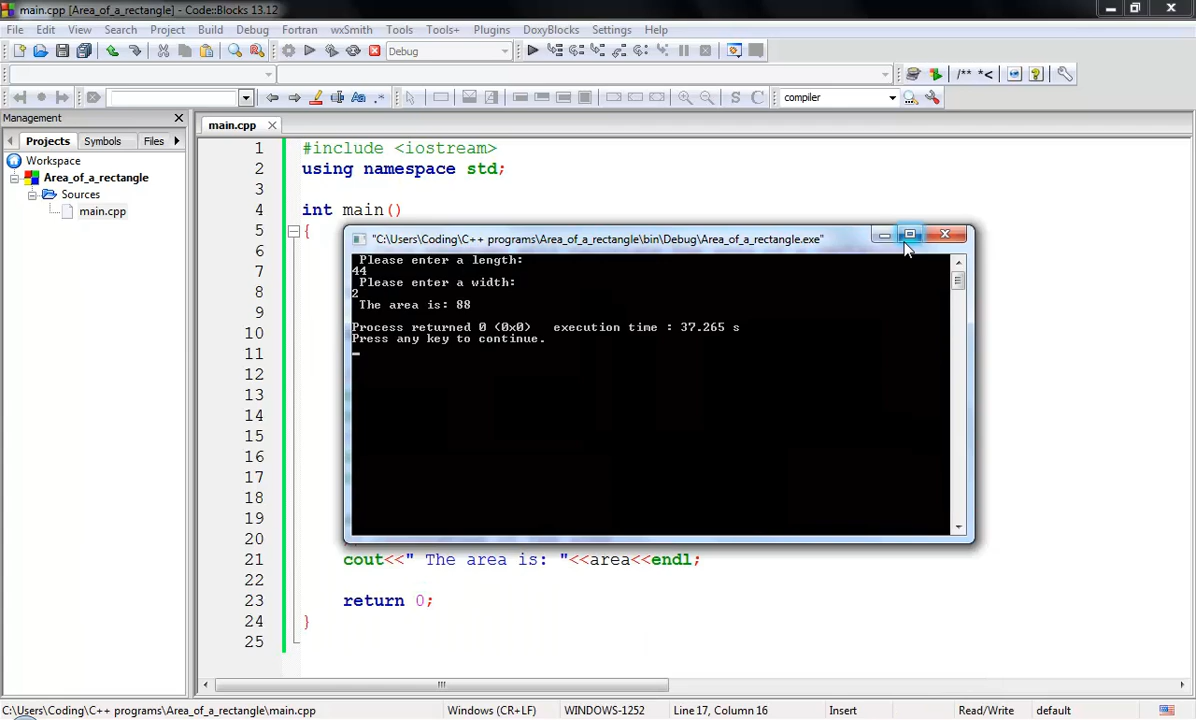 main.cpp [Area_of_a_rectangle] - Code::Blocks 13.12
File Edit View Search Project Build Debug Fortran wxSmith Tools Tools+ Plugins DoxyBlocks Settings Help
Debug
/** *<
S C compiler
Management
main.cpp
Projects Symbols Files
Workspace
Area_of_a_rectangle
Sources
main.cpp
1 #include <iostream>
2 using namespace std;
3
4 int main()
5 {
6
7
8
9
10
11
12
13
14
15
16
17
18
19
20
21 cout<<" The area is: "<<area<<endl;
22
23 return 0;
24 }
25
"C:\Users\Coding\C++ programs\Area_of_a_rectangle\bin\Debug\Area_of_a_rectangle.exe"
Please enter a length:
44
Please enter a width:
2
The area is: 88
Process returned 0 (0x0) execution time : 37.265 s
Press any key to continue.
C:\Users\Coding\C++ programs\Area_of_a_rectangle\main.cpp Windows (CR+LF) WINDOWS-1252 Line 17, Column 16 Insert Read/Write default